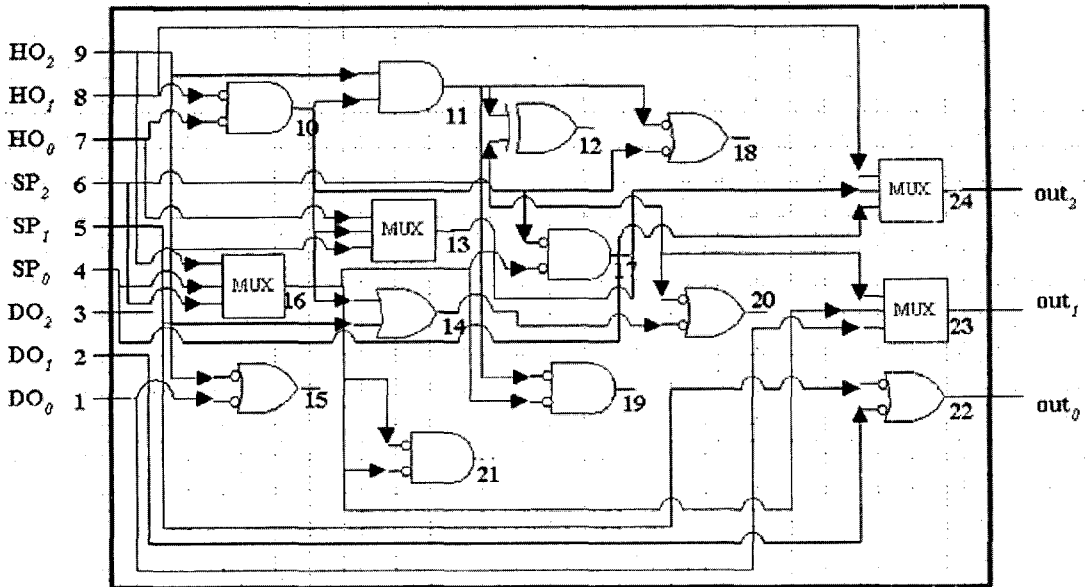 HO2 9
HO1 8
HO0 7
SP2 6
SP1 5
SP0 4
DO2 3
DO1 2
DO0 1
10
11
12
18
MUX
13
MUX
16
14
17
20
15
19
21
MUX
24
out2
MUX
23
out1
22
out0